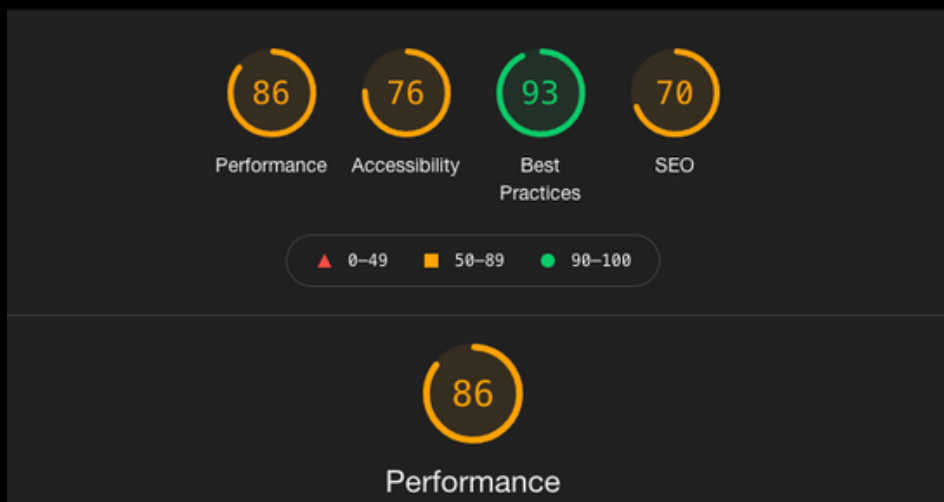 86 76 93 70
Performance Accessibility Best Practices SEO
0–49 50–89 90–100
86
Performance